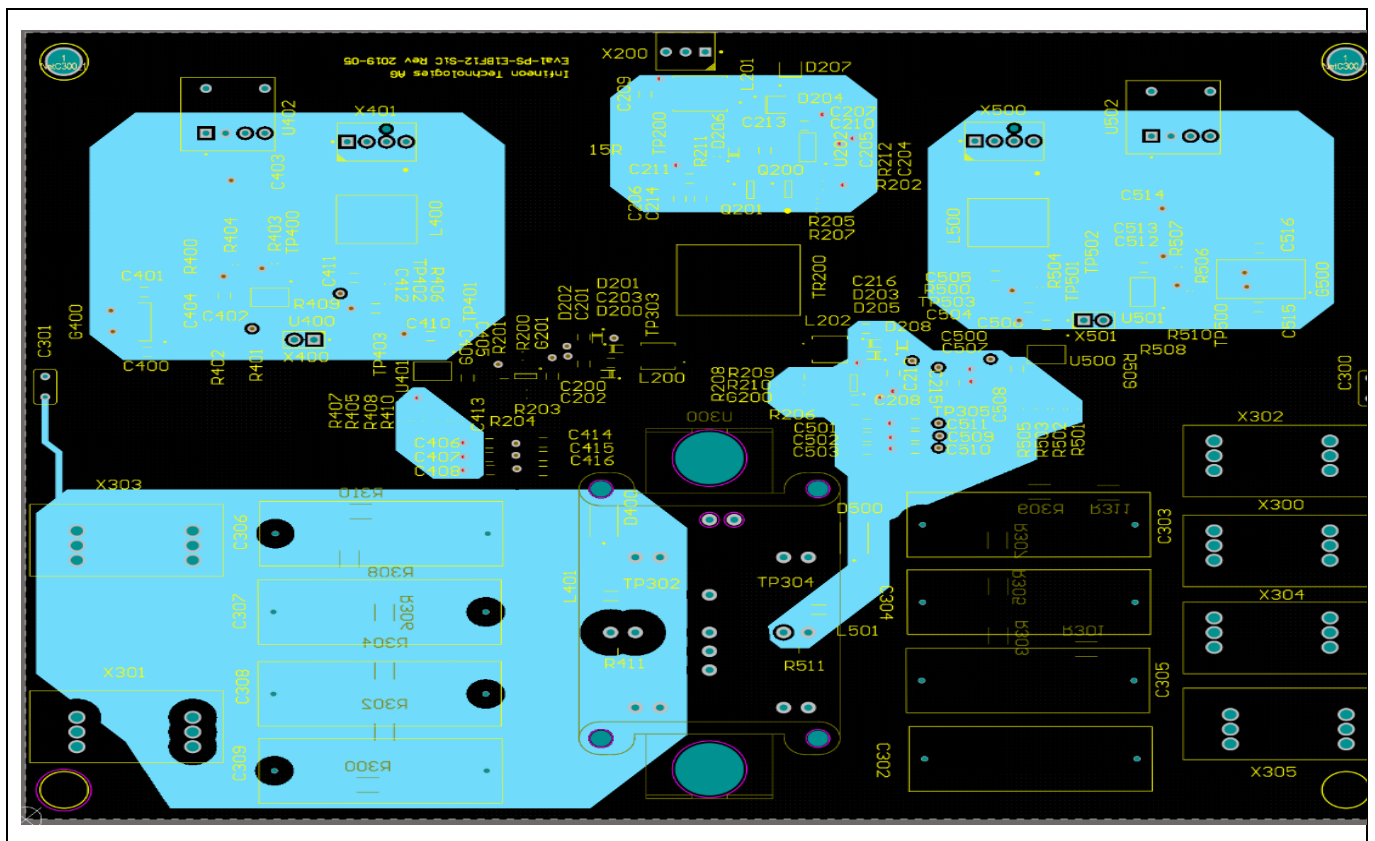 1
NetC300_1
Infineon Technologies AG
Eval-PS-E1BF12-SiC Rev 2019-05
X200
D207
L201
1
NetC300_1
U402
X401
C403
C209
TP200
D206
D204
C213
C207
C210
U202
C205
R212
C204
15R
R211
C211
Q200
R202
C206
C214
Q201
R205
R207
X500
U502
L400
R404
R403
TP400
R400
C401
C411
C412
TP402
R406
C404
C402
R409
U400
G400
C410
TP401
X400
C400
R402
R401
TP403
U401
C301
C405
R201
R200
G201
D202
C201
D201
C203
D200
TP303
L200
C200
G200
C202
R203
R204
TR200
L202
C216
D203
D205
D208
L500
C514
C513
C512
R507
R506
C516
G500
C515
TP500
TP502
TP501
R504
C505
R500
TP503
C504
C506
C500
C507
X501
U501
R510
R508
U500
R509
C300
R208
R209
R210
R206
C208
C215
TP305
C508
C501
C502
C503
C511
C509
C510
R505
R503
R502
R501
R407
R405
R408
R410
C413
C406
C407
C408
C414
C415
C416
U300
X302
X303
R310
C306
D400
D500
R309
R311
C303
X300
R307
R308
L401
TP302
TP304
C307
R306
C304
R305
X304
R304
R411
R511
L501
R303
R301
X301
C308
C305
R302
R300
C309
C302
X305